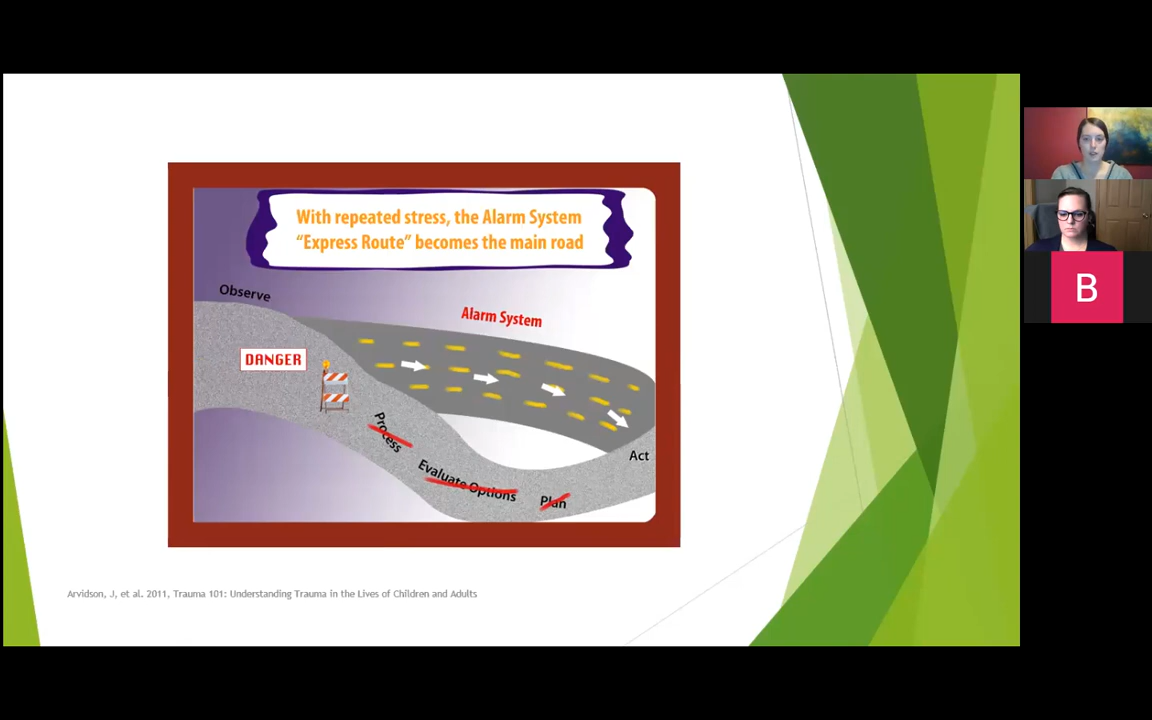 With repeated stress, the Alarm System
"Express Route" becomes the main road
Observe
Alarm System
DANGER
Process
Evaluate Options
Plan
Act
Arvidson, J, et al. 2011, Trauma 101: Understanding Trauma in the Lives of Children and Adults
B